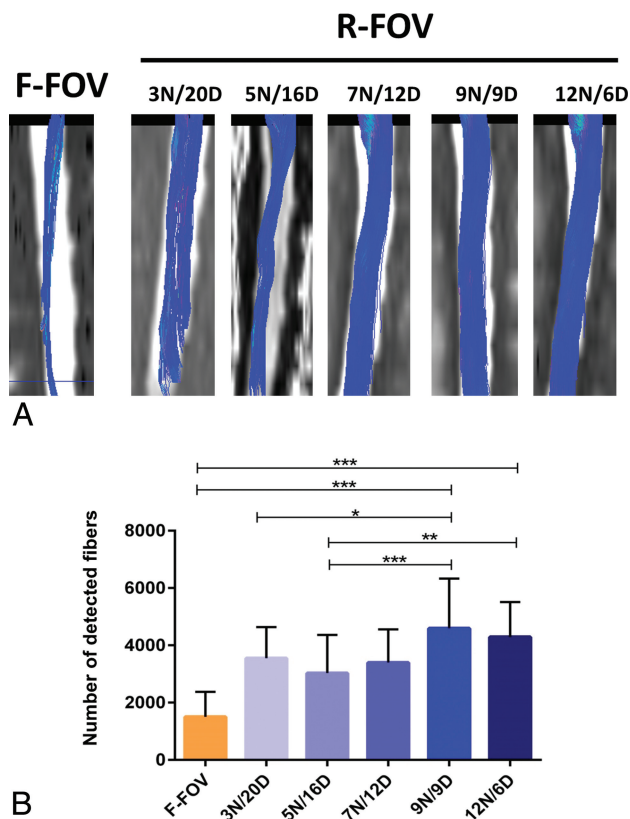 R-FOV
F-FOV
3N/20D 5N/16D 7N/12D 9N/9D 12N/6D
A
***
***
*
**
***
Number of detected fibers
8000
6000
4000
2000
0
F-FOV 3N/20D 5N/16D 7N/12D 9N/9D 12N/6D
B